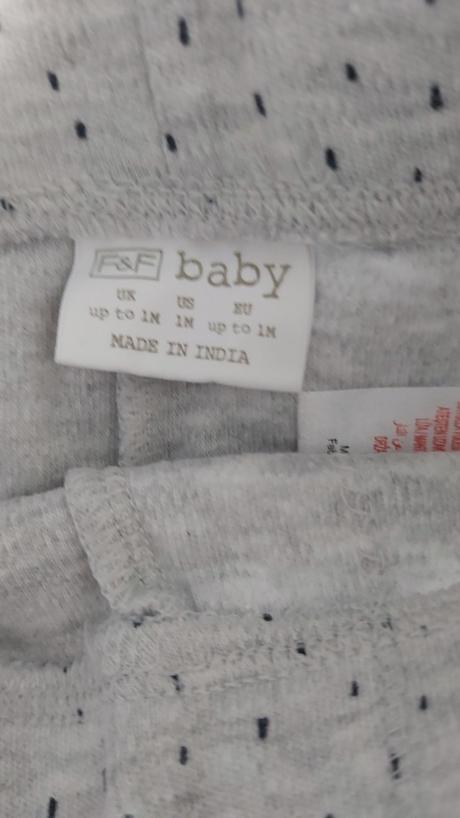 F&F baby
UK US EU
up to 1M 1M up to 1M
MADE IN INDIA